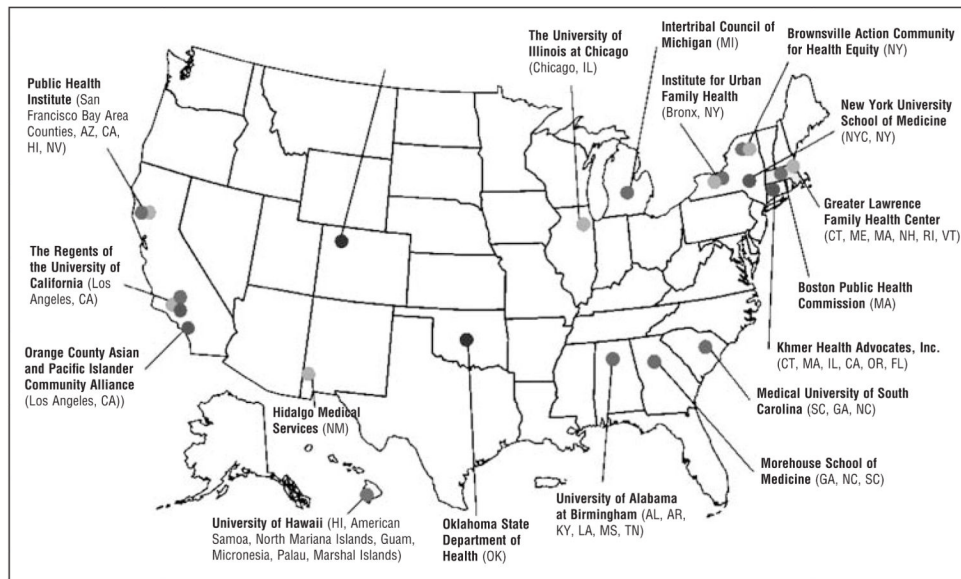 The University of
Illinois at Chicago
(Chicago, IL)
Intertribal Council of
Michigan (MI)
Brownsville Action Community
for Health Equity (NY)
Public Health
Institute (San
Francisco Bay Area
Counties, AZ, CA,
HI, NV)
Institute for Urban
Family Health
(Bronx, NY)
New York University
School of Medicine
(NYC, NY)
Greater Lawrence
Family Health Center
(CT, ME, MA, NH, RI, VT)
The Regents of
the University of
California (Los
Angeles, CA)
Boston Public Health
Commission (MA)
Orange County Asian
and Pacific Islander
Community Alliance
(Los Angeles, CA))
Khmer Health Advocates, Inc.
(CT, MA, IL, CA, OR, FL)
Medical University of South
Carolina (SC, GA, NC)
Hidalgo Medical
Services (NM)
Morehouse School of
Medicine (GA, NC, SC)
University of Hawaii (HI, American
Samoa, North Mariana Islands, Guam,
Micronesia, Palau, Marshal Islands)
Oklahoma State
Department of
Health (OK)
University of Alabama
at Birmingham (AL, AR,
KY, LA, MS, TN)